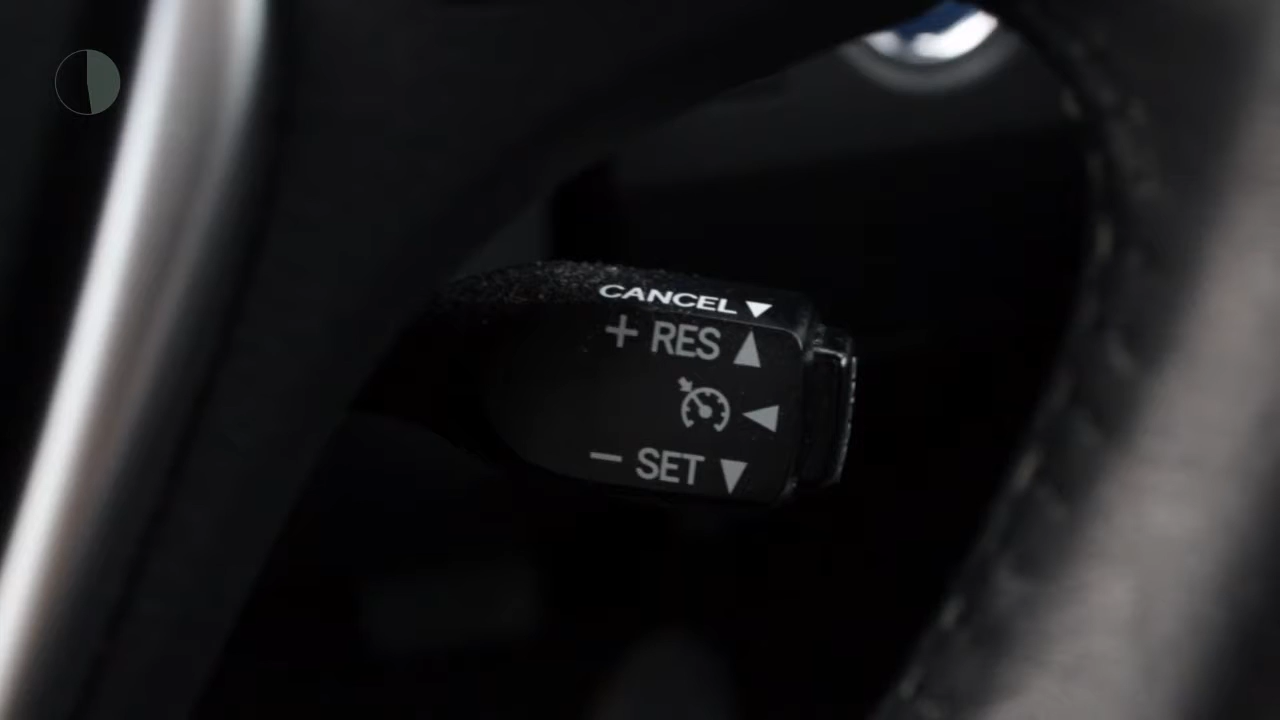 CANCEL ▼
+ RES ▲
◀
− SET ▼